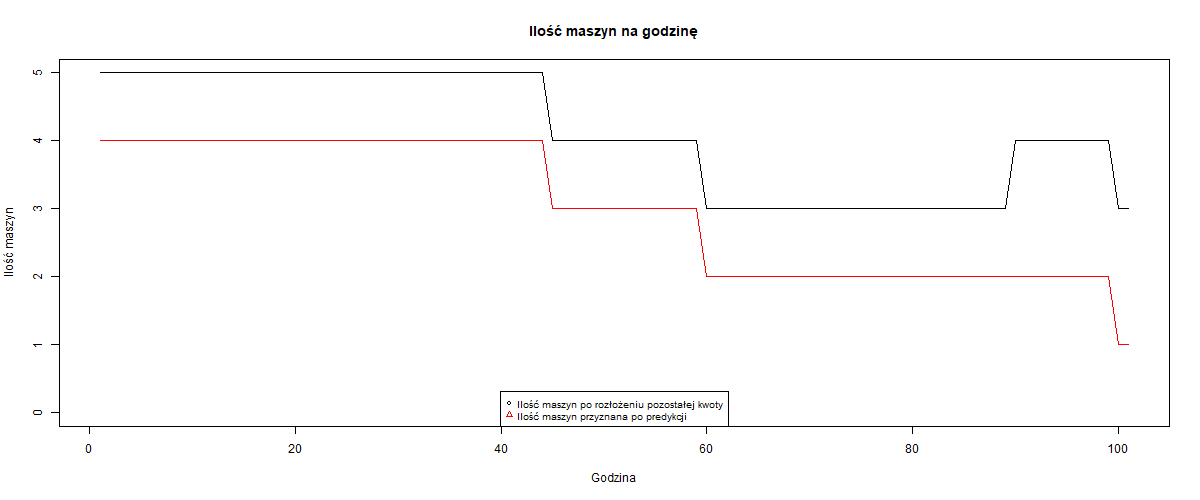 Ilość maszyn na godzinę
Ilość maszyn
5
4
3
2
1
0
Ilość maszyn po rozłożeniu pozostałej kwoty
Ilość maszyn przyznana po predykcji
0 20 40 60 80 100
Godzina